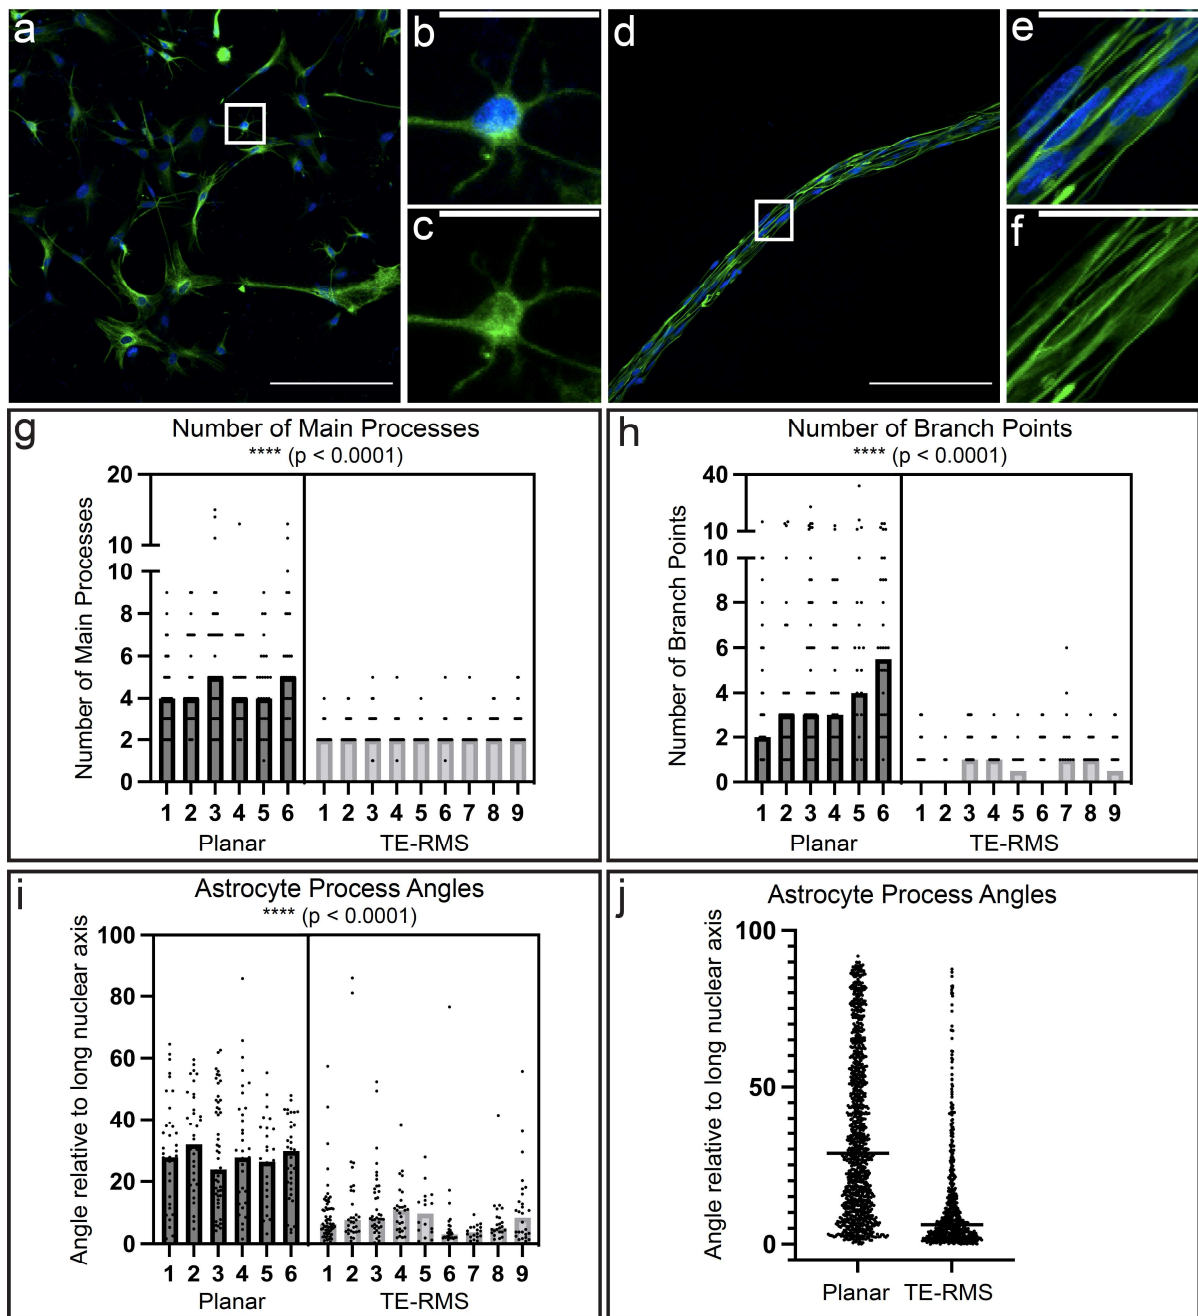 a
b
c
d
e
f
g
Number of Main Processes
**** (p < 0.0001)
Number of Main Processes
20
10
10
8
6
4
2
0
1 2 3 4 5 6 1 2 3 4 5 6 7 8 9
Planar TE-RMS
h
Number of Branch Points
**** (p < 0.0001)
Number of Branch Points
40
10
10
8
6
4
2
0
1 2 3 4 5 6 1 2 3 4 5 6 7 8 9
Planar TE-RMS
i
Astrocyte Process Angles
**** (p < 0.0001)
Angle relative to long nuclear axis
100
80
60
40
20
0
1 2 3 4 5 6 1 2 3 4 5 6 7 8 9
Planar TE-RMS
j
Astrocyte Process Angles
Angle relative to long nuclear axis
100
50
0
Planar TE-RMS